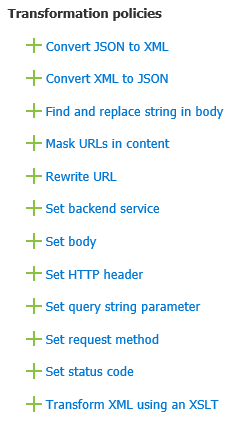 Transformation policies
Convert JSON to XML
Convert XML to JSON
Find and replace string in body
Mask URLs in content
Rewrite URL
Set backend service
Set body
Set HTTP header
Set query string parameter
Set request method
Set status code
Transform XML using an XSLT